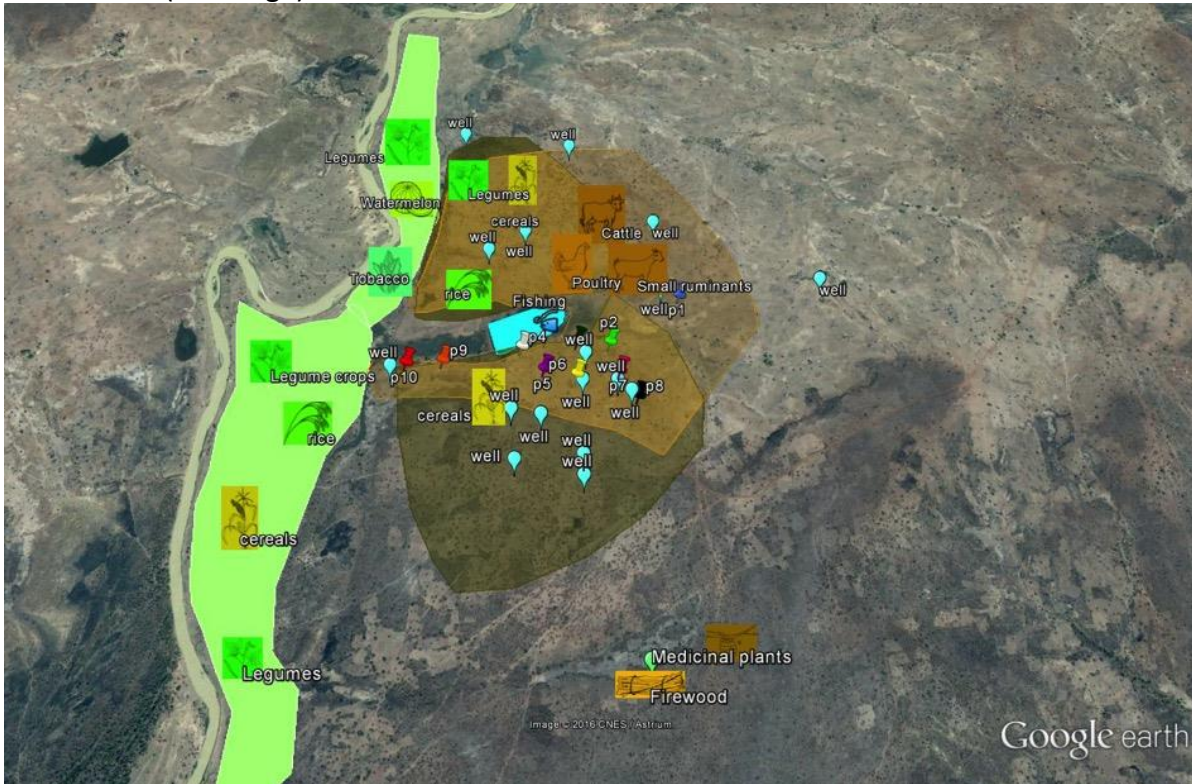 well
well
Legumes
Legumes
Watermelon
cereals
well
well
Cattle
well
Tobacco
Poultry
Small ruminants
well
rice
Fishing
well
p1
p2
p4
well
p9
well
p6
well
p10
p5
p7
p8
Legume crops
well
well
well
cereals
well
rice
well
well
well
cereals
Medicinal plants
Legumes
Firewood
Image © 2016 CNES / Astrium
Google earth